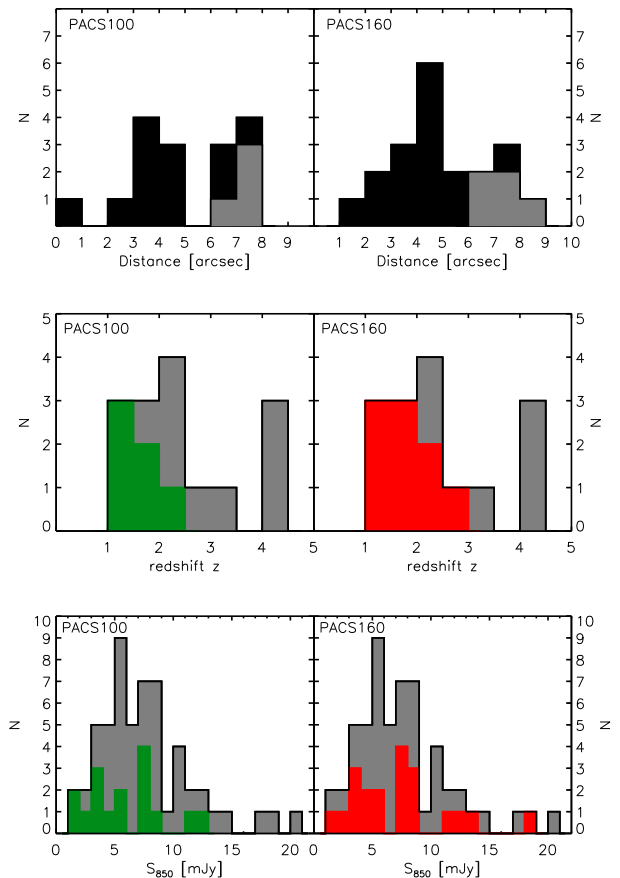 PACS100 PACS160
7 6 5 4 3 2 1 N
7 6 5 4 3 2 1 0 N
0 1 2 3 4 5 6 7 8 9 1 2 3 4 5 6 7 8 9 10
Distance [arcsec] Distance [arcsec]
PACS100 PACS160
5 4 3 2 1 0 N
5 4 3 2 1 0 N
1 2 3 4 5 1 2 3 4 5
redshift z redshift z
PACS100 PACS160
10 9 8 7 6 5 4 3 2 1 0 N
10 9 8 7 6 5 4 3 2 1 0 N
0 5 10 15 20 5 10 15 20
S850 [mJy] S850 [mJy]